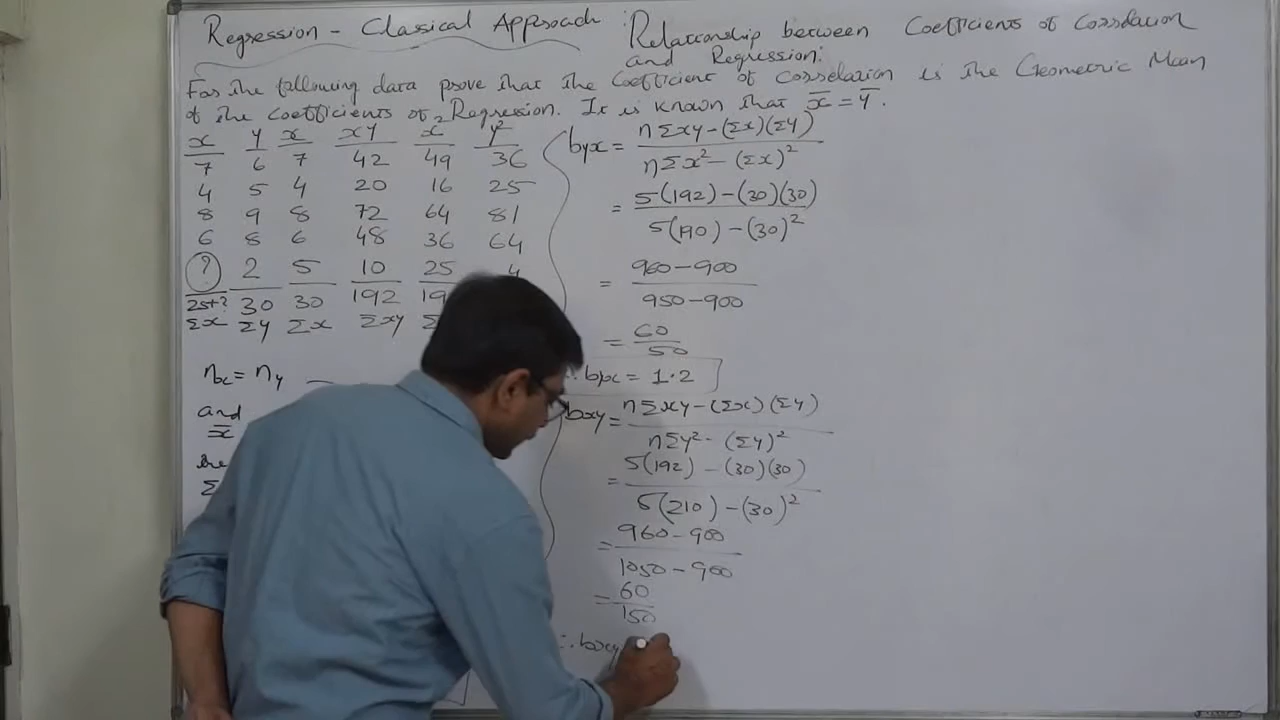 Regression - Classical Approach : Relationship between Coefficients of Correlation and Regression:
For the following data prove that the Coefficient of Correlation is the Geometric Mean
of the Coefficients of Regression. It is known that x̄ = ȳ.
x y x xy x² y²
7 6 7 42 49 36
4 5 4 20 16 25
8 9 8 72 64 81
6 8 6 48 36 64
? 2 5 10 25 4
25+? 30 30 192 19
Σx Σy Σx Σxy Σ
nx = ny
and
x̄
the
Σ
byx = nΣxy - (Σx)(Σy) / nΣx² - (Σx)²
= 5(192) - (30)(30) / 5(190) - (30)²
= 960 - 900 / 950 - 900
= 60 / 50
∴ byx = 1.2
bxy = nΣxy - (Σx)(Σy) / nΣy² - (Σy)²
= 5(192) - (30)(30) / 5(210) - (30)²
= 960 - 900 / 1050 - 900
= 60 / 150
∴ bxy